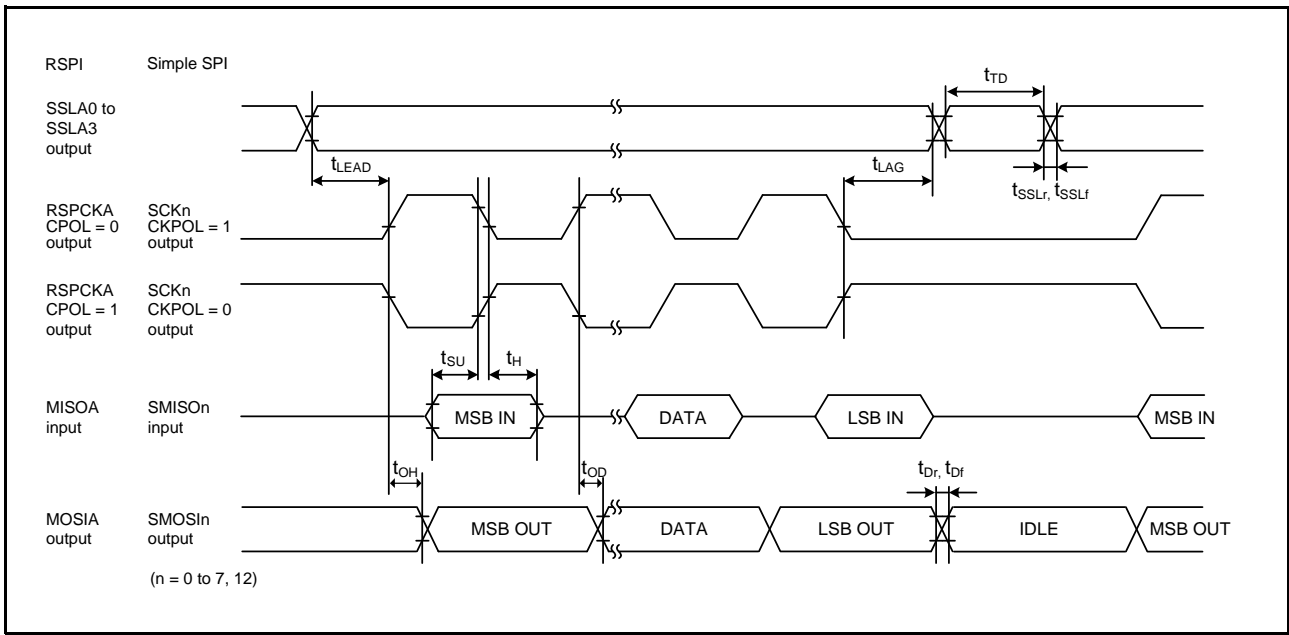 RSPI Simple SPI
tTD
SSLA0 to
SSLA3
output
tLEAD tLAG
tSSLr, tSSLf
RSPCKA SCKn
CPOL = 0 CKPOL = 1
output output
RSPCKA SCKn
CPOL = 1 CKPOL = 0
output output
tSU tH
MISOA SMISOn
input input
MSB IN DATA LSB IN MSB IN
tOH tOD tDr, tDf
MOSIA SMOSIn
output output
MSB OUT DATA LSB OUT IDLE MSB OUT
(n = 0 to 7, 12)